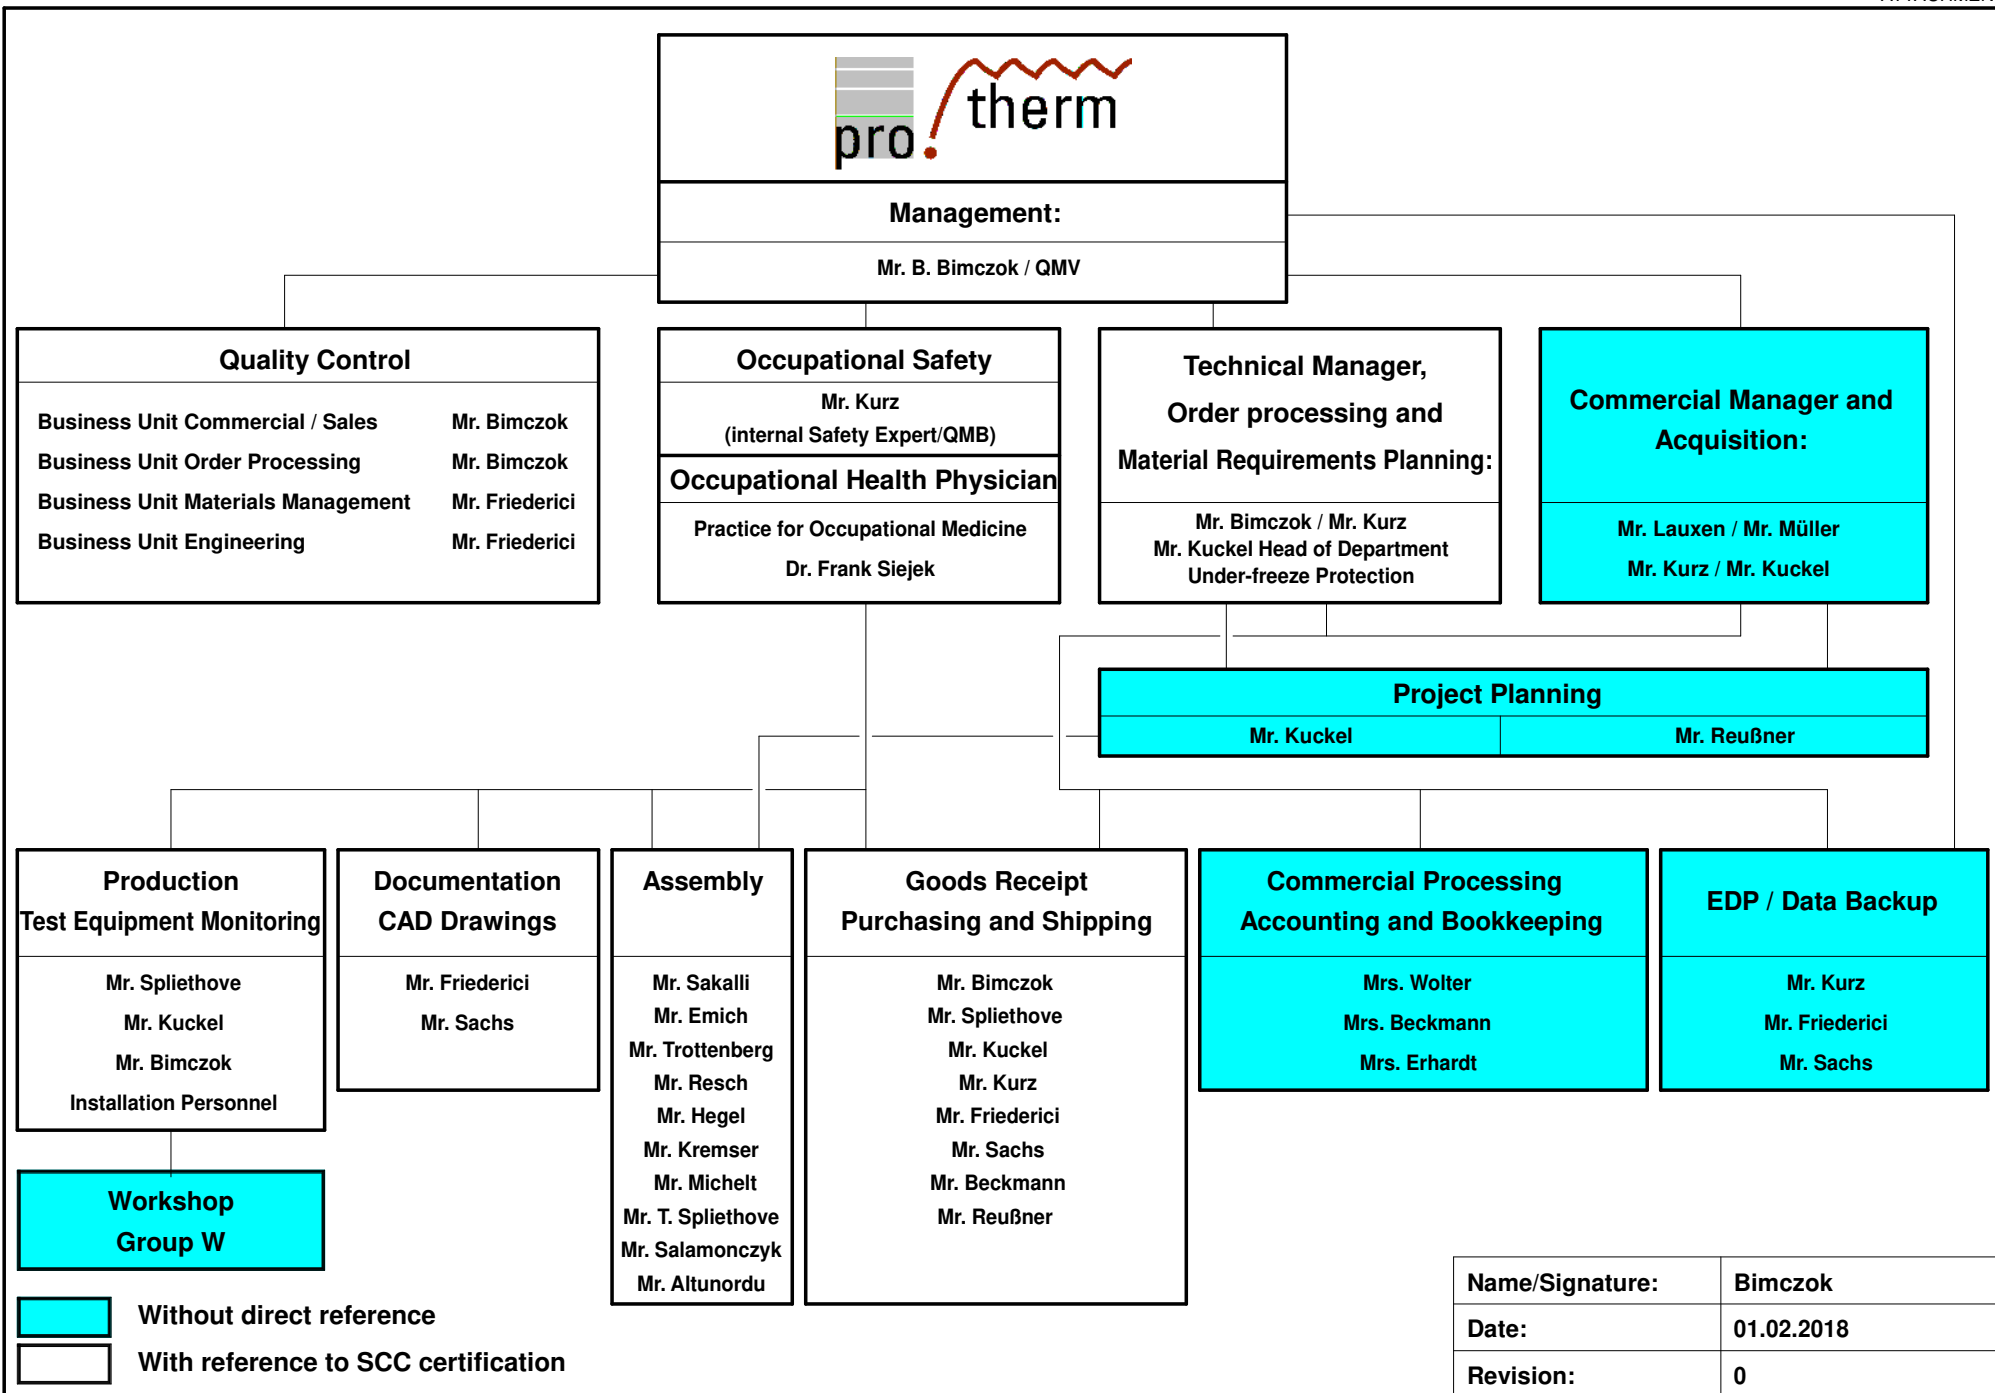 pro therm
Management:
Mr. B. Bimczok / QMV
Quality Control
Business Unit Commercial / Sales Mr. Bimczok
Business Unit Order Processing Mr. Bimczok
Business Unit Materials Management Mr. Friederici
Business Unit Engineering Mr. Friederici
Occupational Safety
Mr. Kurz
(internal Safety Expert/QMB)
Occupational Health Physician
Practice for Occupational Medicine
Dr. Frank Siejek
Technical Manager,
Order processing and
Material Requirements Planning:
Mr. Bimczok / Mr. Kurz
Mr. Kuckel Head of Department
Under-freeze Protection
Commercial Manager and
Acquisition:
Mr. Lauxen / Mr. Müller
Mr. Kurz / Mr. Kuckel
Project Planning
Mr. Kuckel Mr. Reußner
Production
Test Equipment Monitoring
Mr. Spliethove
Mr. Kuckel
Mr. Bimczok
Installation Personnel
Workshop
Group W
Documentation
CAD Drawings
Mr. Friederici
Mr. Sachs
Assembly
Mr. Sakalli
Mr. Emich
Mr. Trottenberg
Mr. Resch
Mr. Hegel
Mr. Kremser
Mr. Michelt
Mr. T. Spliethove
Mr. Salamonczyk
Mr. Altunordu
Goods Receipt
Purchasing and Shipping
Mr. Bimczok
Mr. Spliethove
Mr. Kuckel
Mr. Kurz
Mr. Friederici
Mr. Sachs
Mr. Beckmann
Mr. Reußner
Commercial Processing
Accounting and Bookkeeping
Mrs. Wolter
Mrs. Beckmann
Mrs. Erhardt
EDP / Data Backup
Mr. Kurz
Mr. Friederici
Mr. Sachs
Without direct reference
With reference to SCC certification
Name/Signature: Bimczok
Date: 01.02.2018
Revision: 0